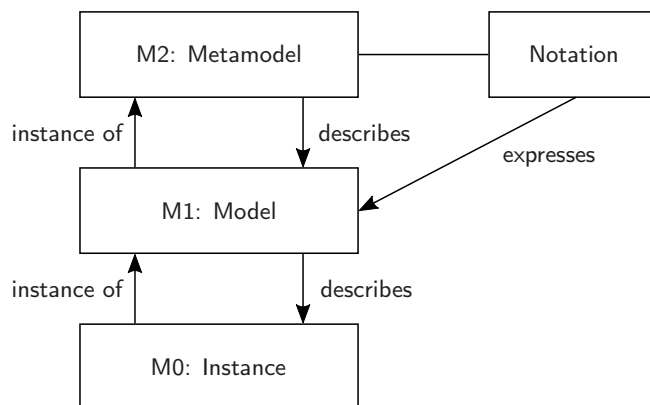 M2: Metamodel
Notation
instance of
describes
expresses
M1: Model
instance of
describes
M0: Instance